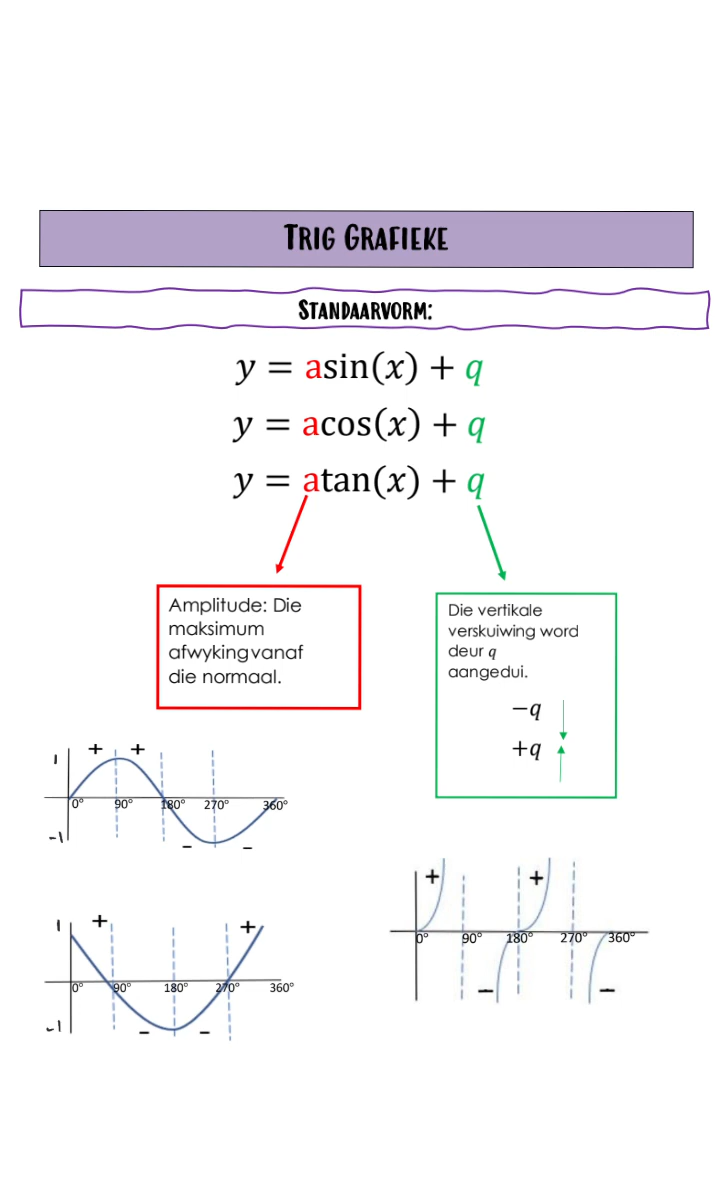 TRIG GRAFIEKE
STANDAARVORM:
y = asin(x) + q
y = acos(x) + q
y = atan(x) + q
Amplitude: Die
maksimum
afwyking vanaf
die normaal.
Die vertikale
verskuiwing word
deur q
aangedui.
−q
+q
1
+ +
0° 90° 180° 270° 360°
-1
− −
1
+ +
0° 90° 180° 270° 360°
-1
− −
+ +
0° 90° 180° 270° 360°
− −